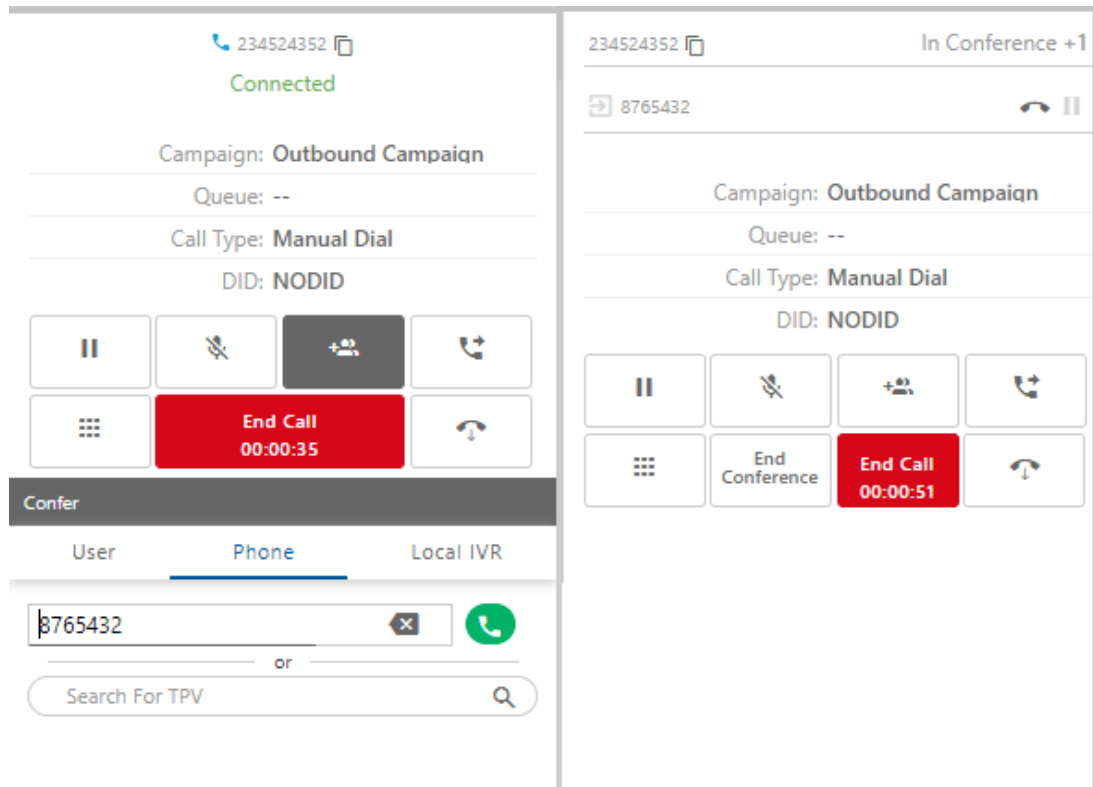 234524352
Connected
Campaign: Outbound Campaign
Queue: --
Call Type: Manual Dial
DID: NODID
End Call
00:00:35
Confer
User Phone Local IVR
8765432
or
Search For TPV
234524352 In Conference +1
8765432
Campaign: Outbound Campaign
Queue: --
Call Type: Manual Dial
DID: NODID
End
Conference
End Call
00:00:51